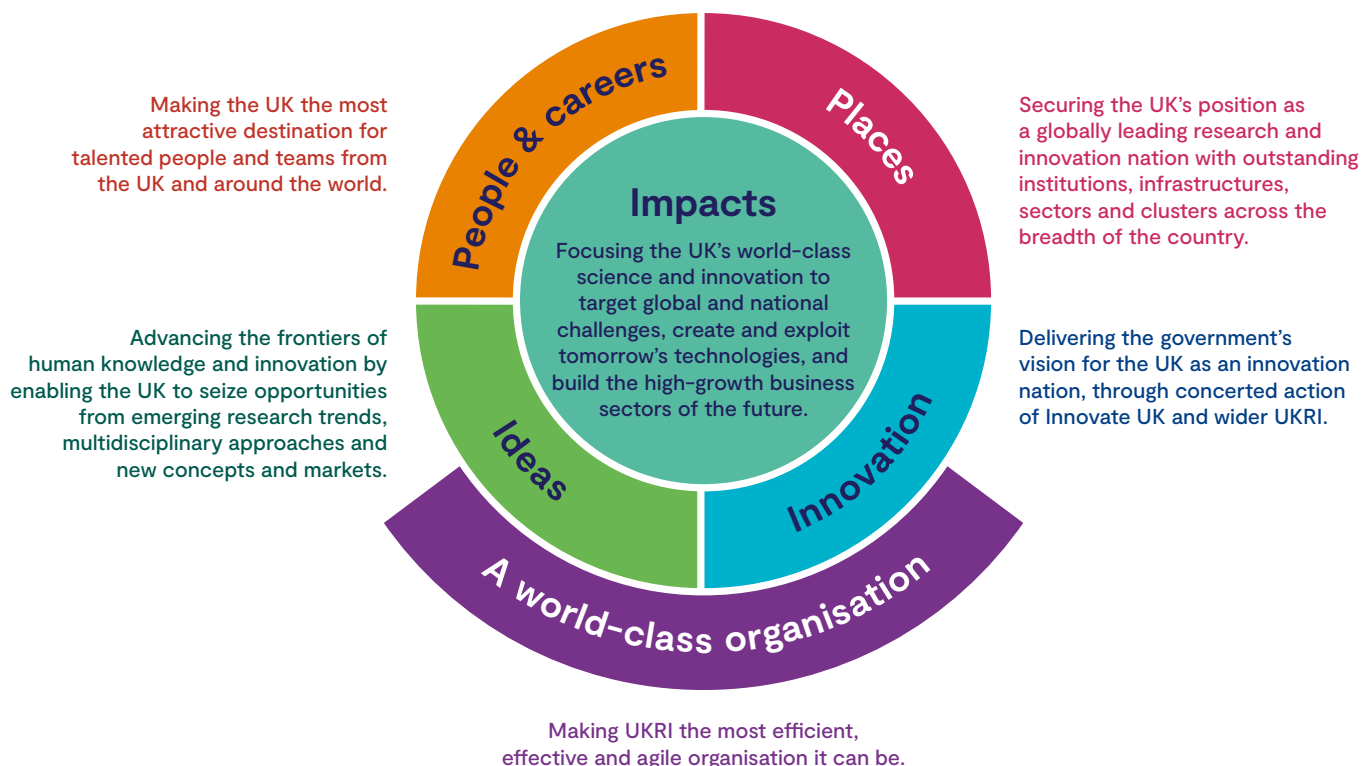 People & careers
Making the UK the most
attractive destination for
talented people and teams from
the UK and around the world.
Places
Securing the UK's position as
a globally leading research and
innovation nation with outstanding
institutions, infrastructures,
sectors and clusters across the
breadth of the country.
Impacts
Focusing the UK's world-class
science and innovation to
target global and national
challenges, create and exploit
tomorrow's technologies, and
build the high-growth business
sectors of the future.
Ideas
Advancing the frontiers of
human knowledge and innovation by
enabling the UK to seize opportunities
from emerging research trends,
multidisciplinary approaches and
new concepts and markets.
Innovation
Delivering the government's
vision for the UK as an innovation
nation, through concerted action
of Innovate UK and wider UKRI.
A world-class organisation
Making UKRI the most efficient,
effective and agile organisation it can be.